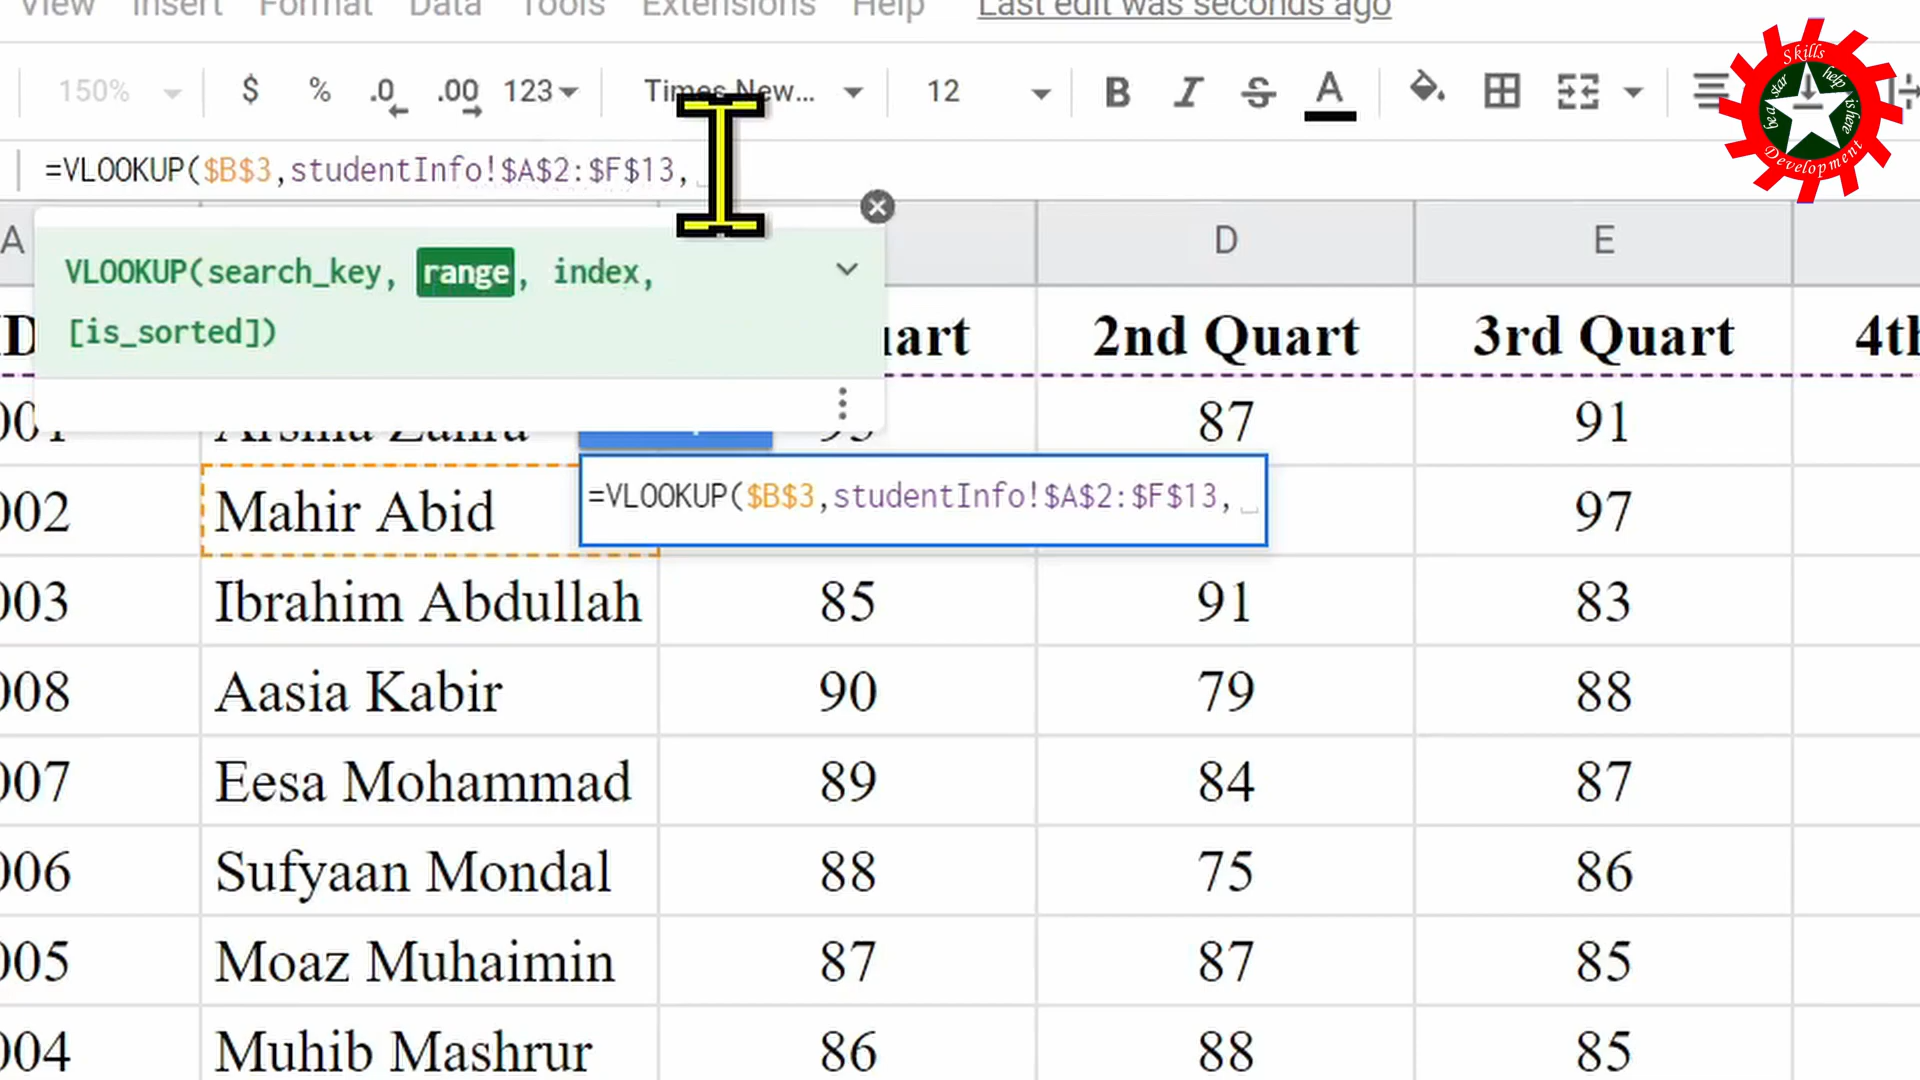 View Insert Format Data Tools Extensions Help Last edit was seconds ago
150% $ % .0 .00 123 Times New... 12 B I S A
Skills
help
is here
be a star
Development
=VLOOKUP($B$3,studentInfo!$A$2:$F$13,
A D E
VLOOKUP(search_key, range, index,
[is_sorted])
2nd Quart 3rd Quart
87 91
002 Mahir Abid 97
=VLOOKUP($B$3,studentInfo!$A$2:$F$13,
003 Ibrahim Abdullah 85 91 83
008 Aasia Kabir 90 79 88
007 Eesa Mohammad 89 84 87
006 Sufyaan Mondal 88 75 86
005 Moaz Muhaimin 87 87 85
004 Muhib Mashrur 86 88 85